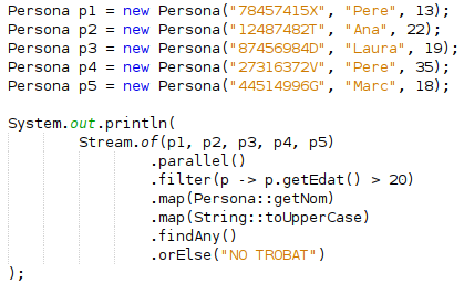 Persona p1 = new Persona("78457415X", "Pere", 13);
Persona p2 = new Persona("12487482T", "Ana", 22);
Persona p3 = new Persona("87456984D", "Laura", 19);
Persona p4 = new Persona("27316372V", "Pere", 35);
Persona p5 = new Persona("44514996G", "Marc", 18);
System.out.println(
Stream.of(p1, p2, p3, p4, p5)
.parallel()
.filter(p -> p.getEdat() > 20)
.map(Persona::getNom)
.map(String::toUpperCase)
.findAny()
.orElse("NO TROBAT")
);